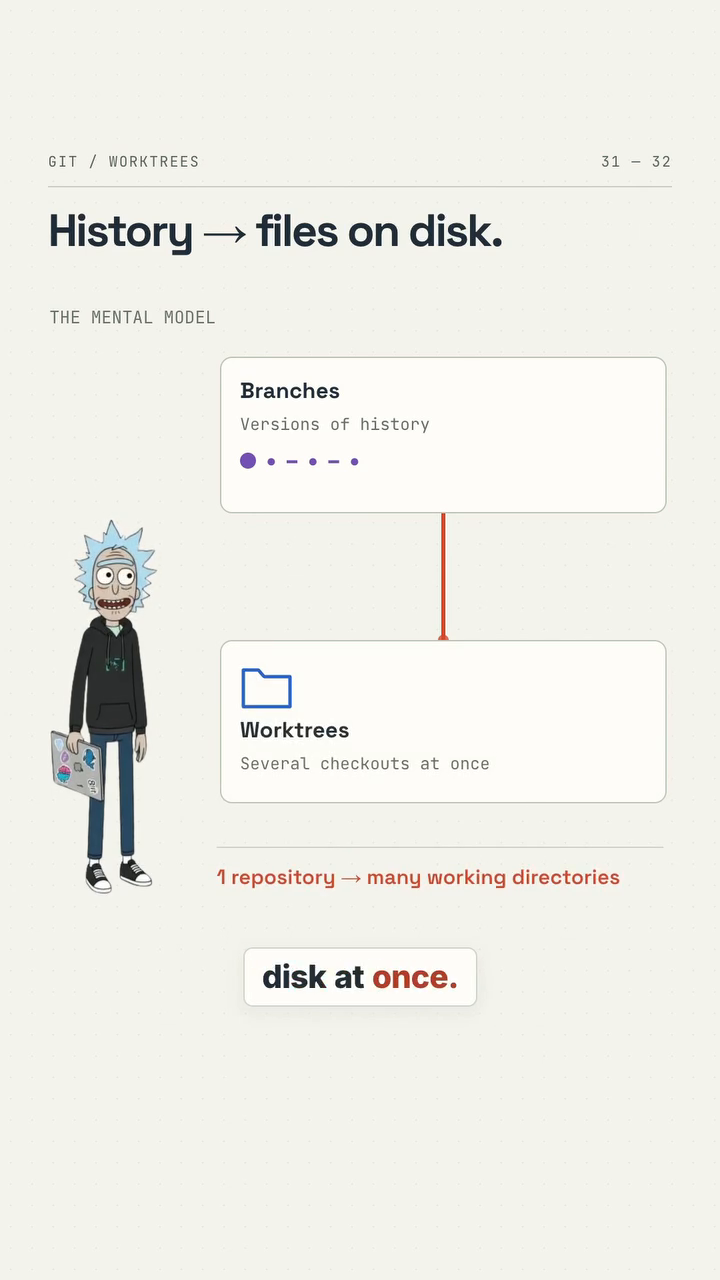 GIT / WORKTREES
31 — 32
History → files on disk.
THE MENTAL MODEL
Branches
Versions of history
Worktrees
Several checkouts at once
1 repository → many working directories
disk at once.